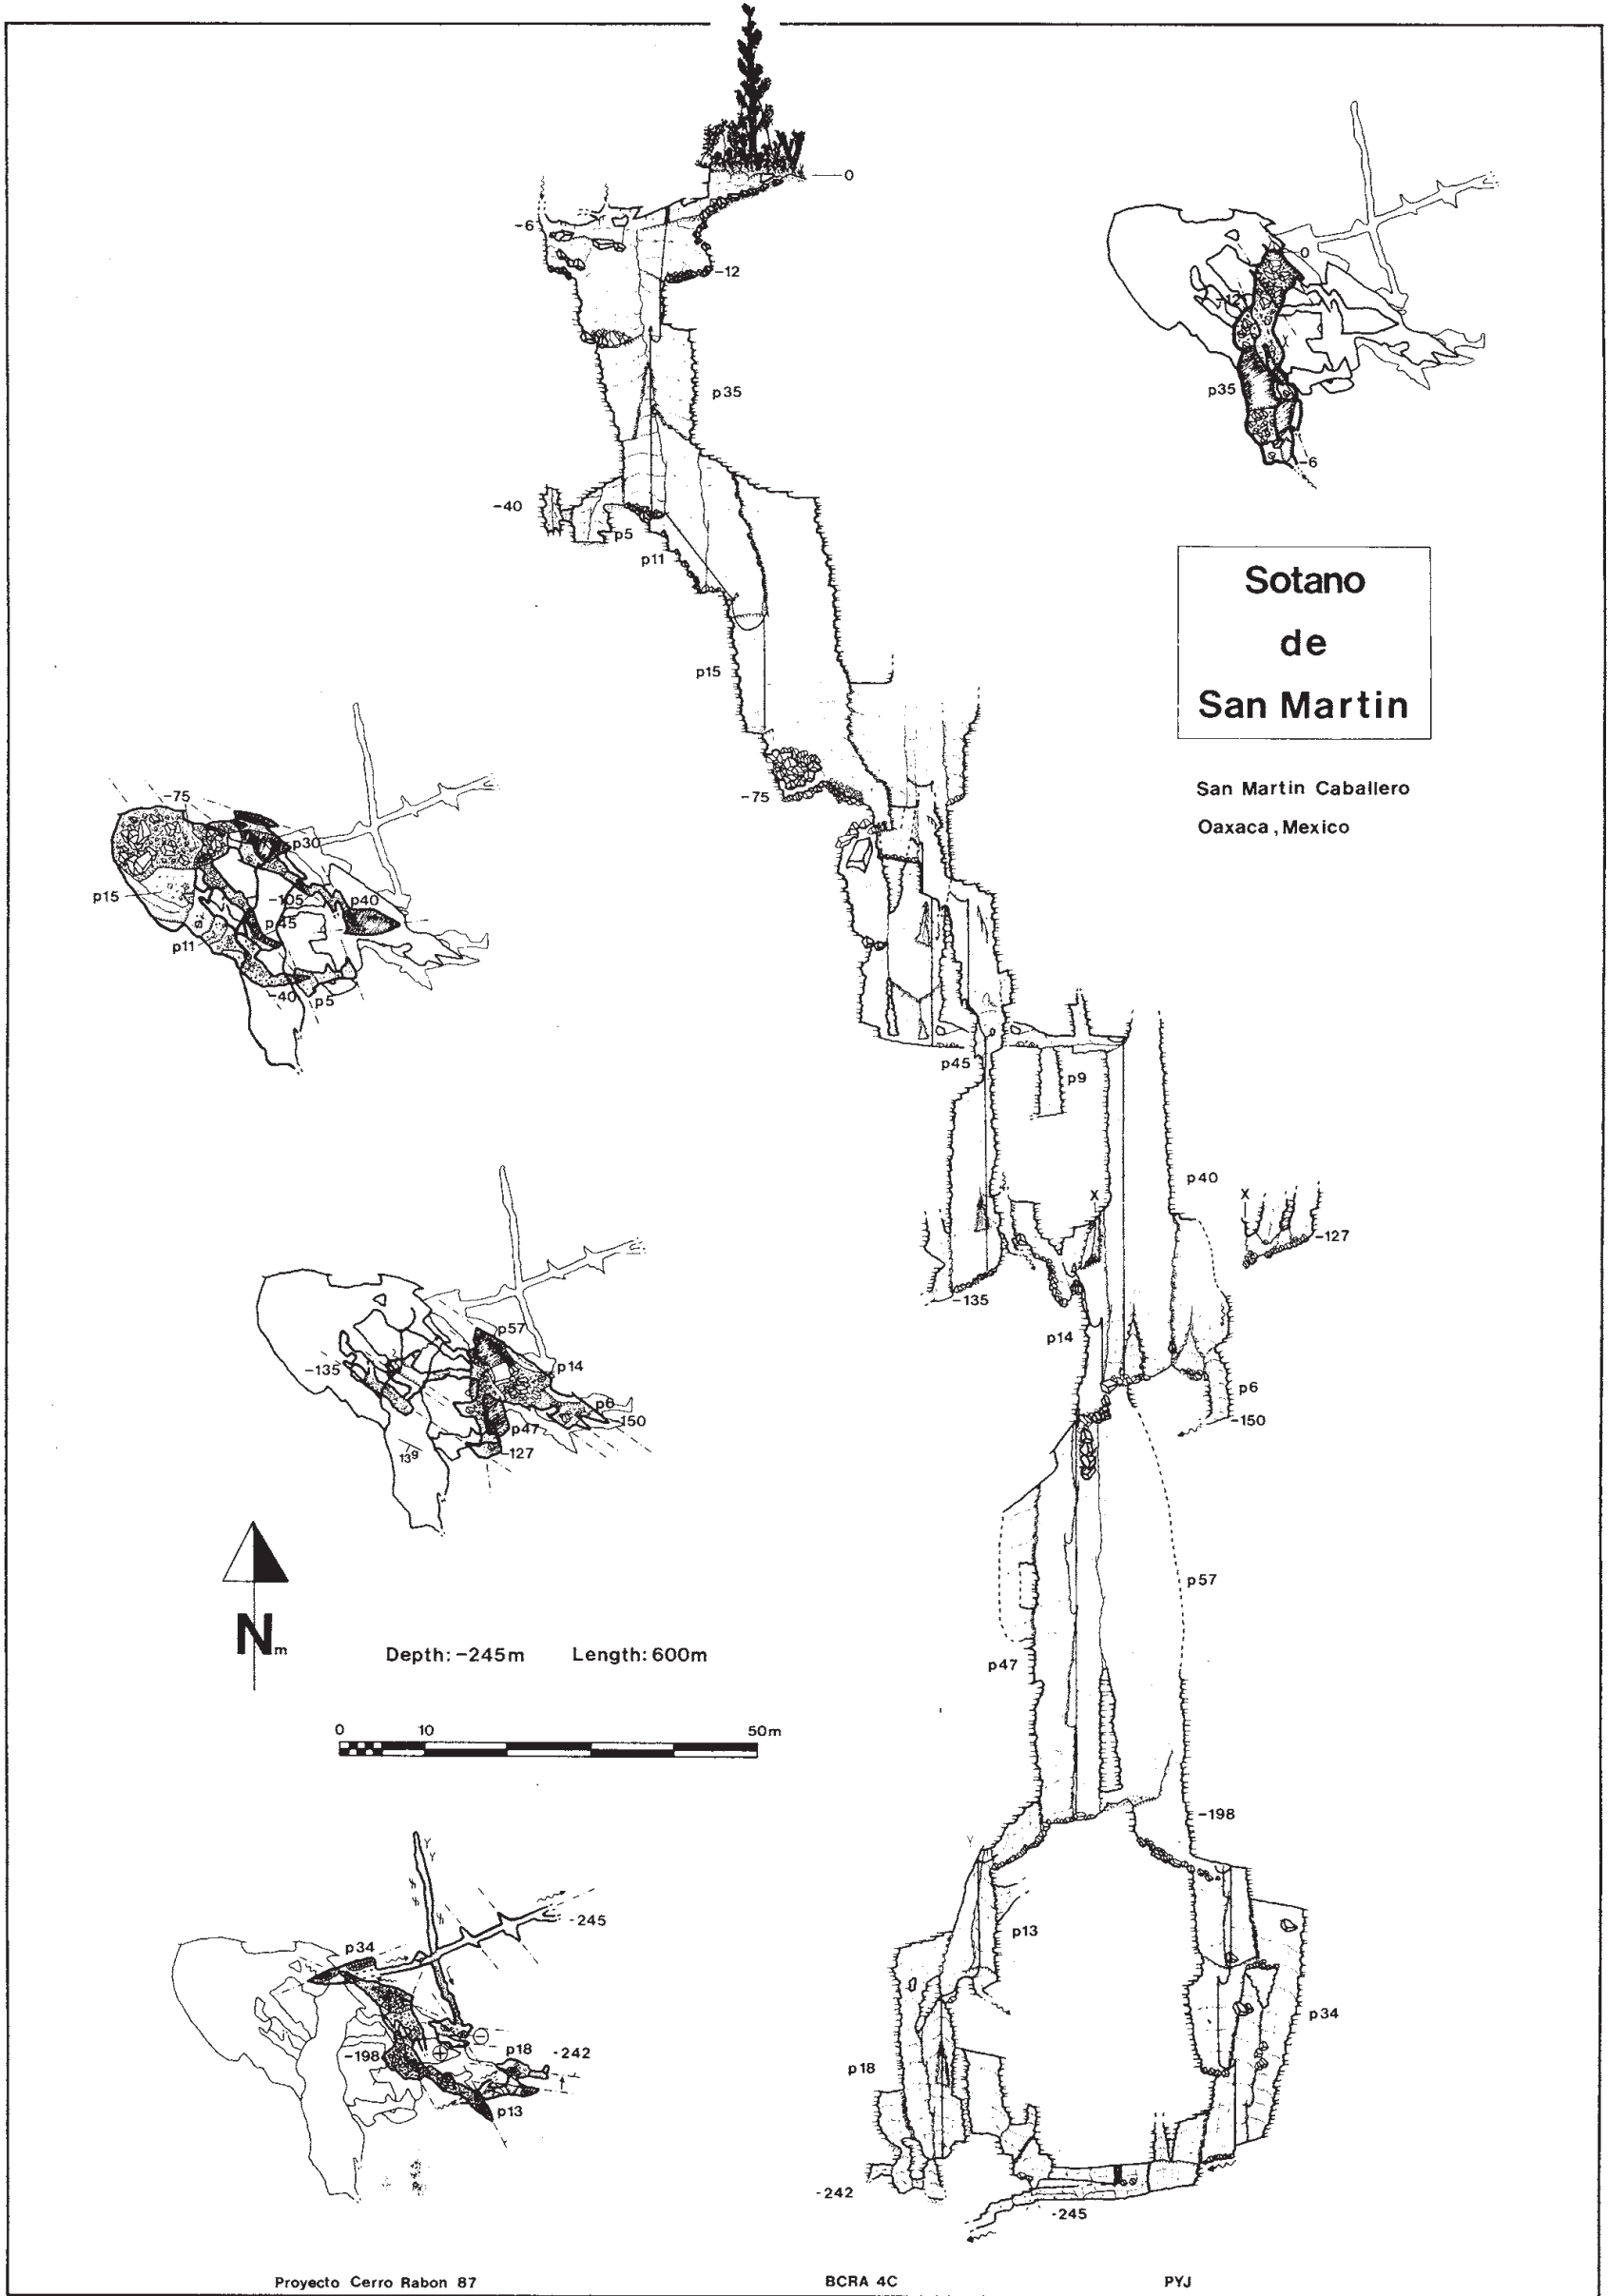 0
-6
-12
p35
-40
p5
p11
p15
-75
p45
p9
p40
X
X
-127
-135
p14
p6
-150
p57
p47
-198
Y
p13
p34
p18
-242
-245
0
-12
p35
-6
Sotano
de
San Martin
San Martin Caballero
Oaxaca, Mexico
-75
p30
p15
-105
p40
p45
p11
-40
p5
p57
-135
p14
p6
-150
p47
-127
139
Nm
Depth: -245m Length: 600m
0 10 50m
Y
-245
p34
-198
p18
-242
p13
Proyecto Cerro Rabon 87
BCRA 4C
PYJ